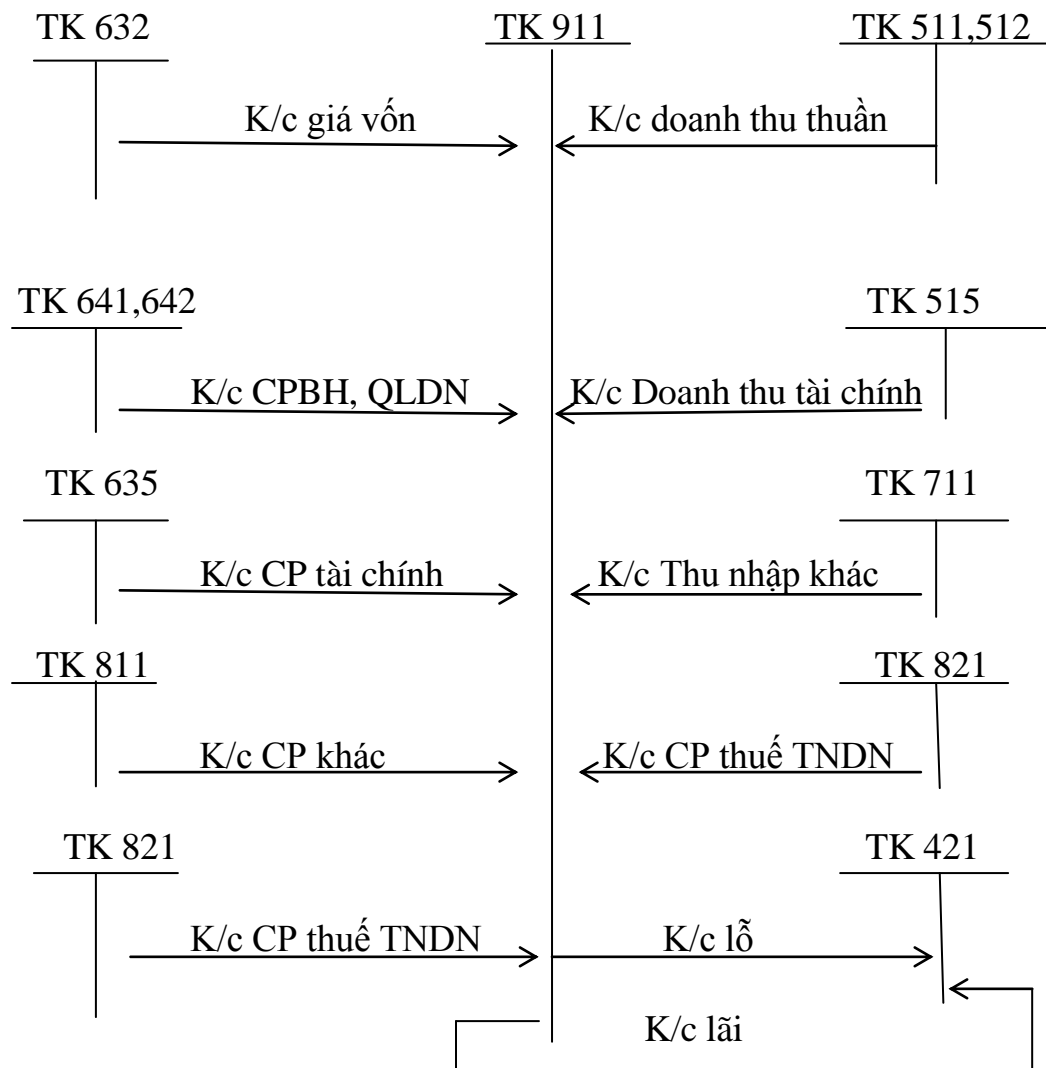 TK 632 TK 911 TK 511,512
K/c giá vốn K/c doanh thu thuần
TK 641,642 TK 515
K/c CPBH, QLDN K/c Doanh thu tài chính
TK 635 TK 711
K/c CP tài chính K/c Thu nhập khác
TK 811 TK 821
K/c CP khác K/c CP thuế TNDN
TK 821 TK 421
K/c CP thuế TNDN K/c lỗ
K/c lãi